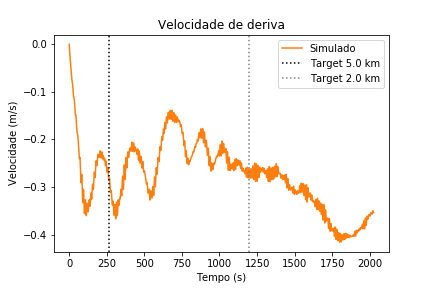 Velocidade de deriva
Simulado
Target 5.0 km
Target 2.0 km
Velocidade (m/s)
0.0
−0.1
−0.2
−0.3
−0.4
0 250 500 750 1000 1250 1500 1750 2000
Tempo (s)